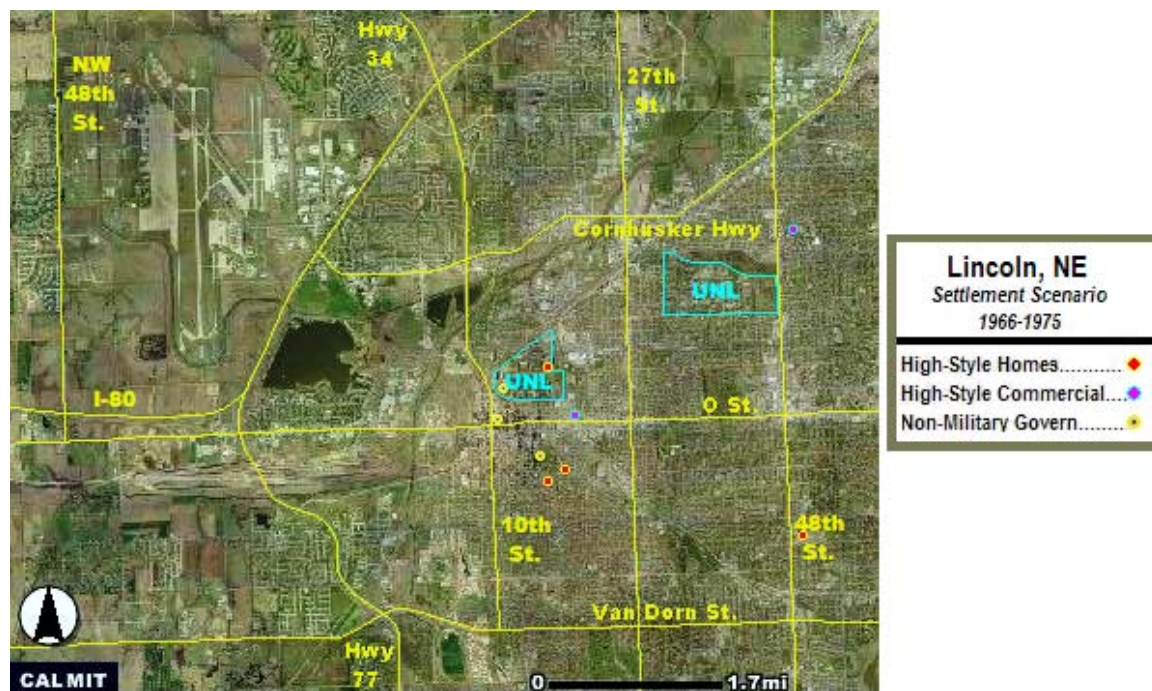 Hwy
34
NW
48th
St.
27th
St.
Cornhusker Hwy
UNL
UNL
I-80
O St.
10th
St.
48th
St.
Van Dorn St.
Hwy
77
CALMIT
0 1.7mi
Lincoln, NE
Settlement Scenario
1966-1975
High-Style Homes...........
High-Style Commercial....
Non-Military Govern........